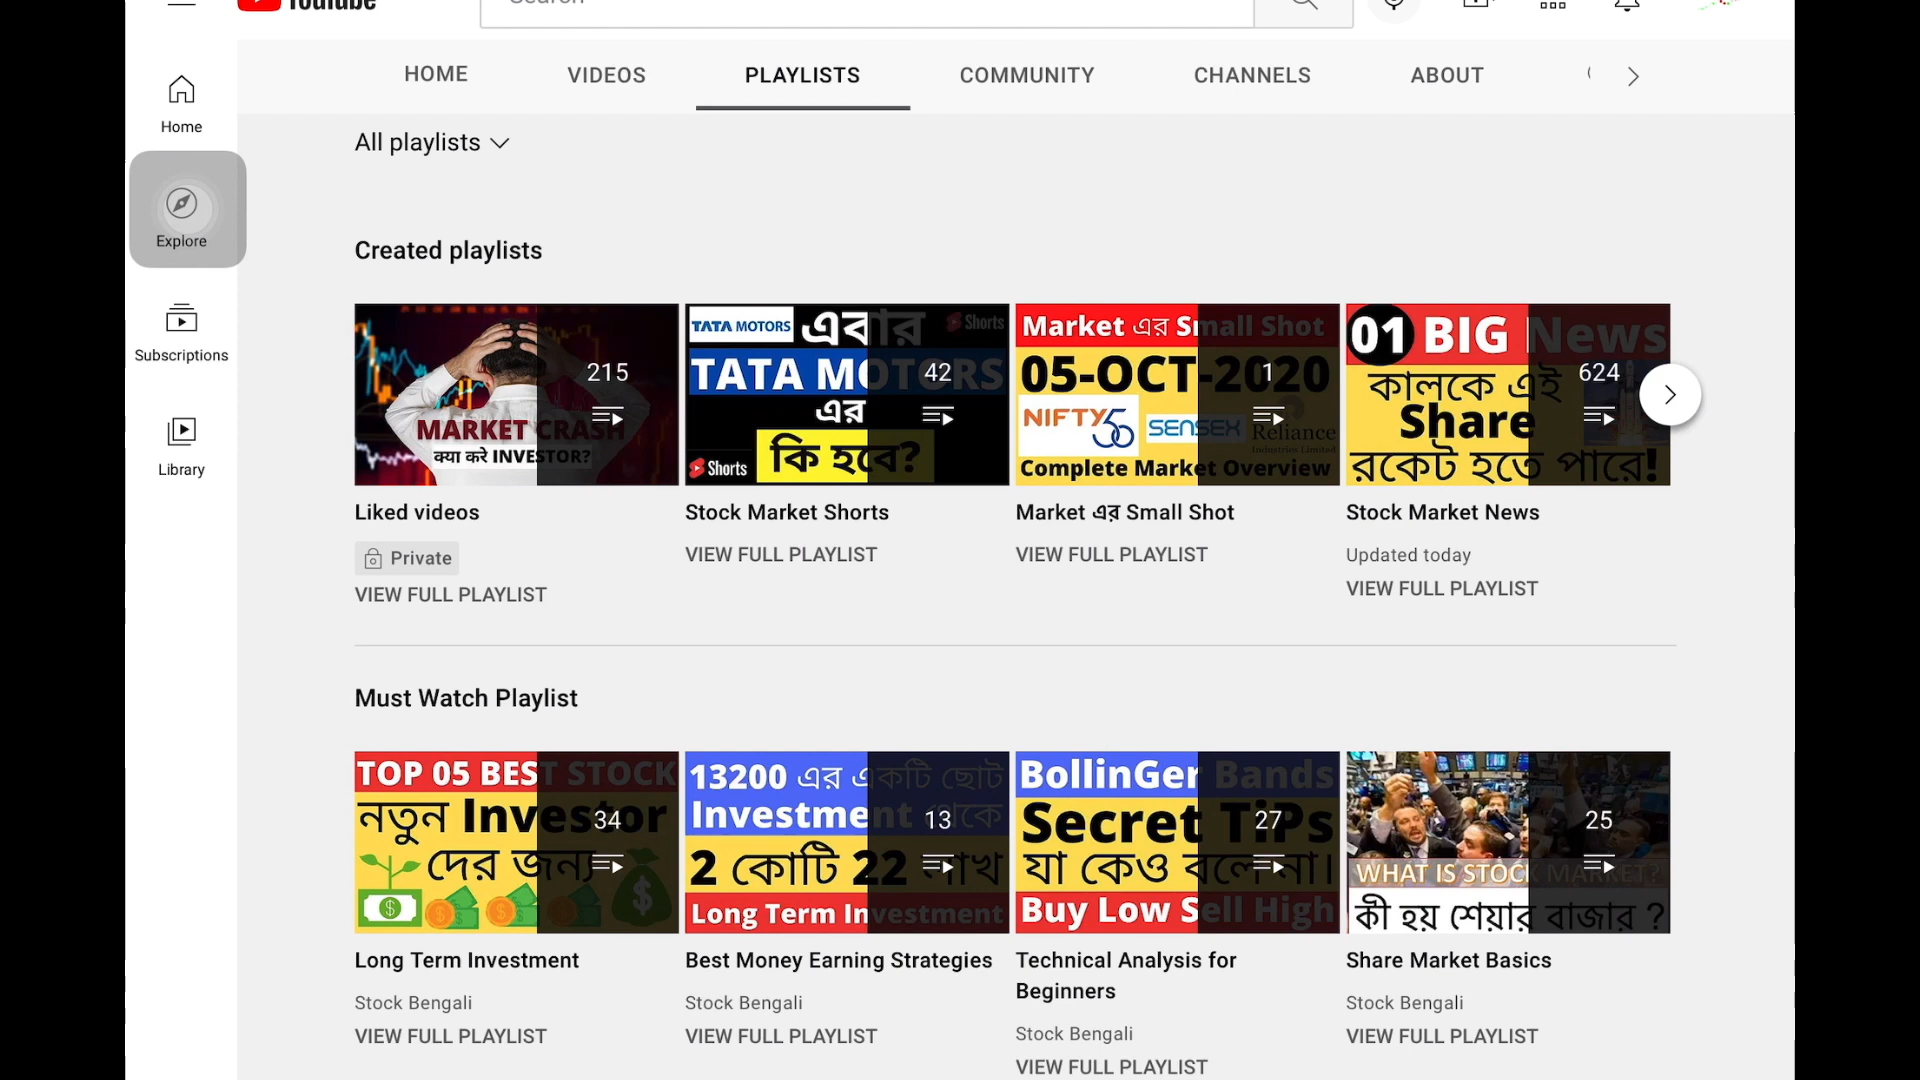 YouTube
Search
HOME
VIDEOS
PLAYLISTS
COMMUNITY
CHANNELS
ABOUT
Home
Explore
Subscriptions
Library
All playlists
Created playlists
MARKET CRASH
क्या करे INVESTOR?
215
Liked videos
Private
VIEW FULL PLAYLIST
TATA MOTORS এবার
Shorts
TATA MOTORS
এর
কি হবে?
Shorts
42
Stock Market Shorts
VIEW FULL PLAYLIST
Market এর Small Shot
05-OCT-2020
NIFTY50 SENSEX Reliance
Industries Limited
Complete Market Overview
1
Market এর Small Shot
VIEW FULL PLAYLIST
01 BIG News
কালকে এই
Share
রকেট হতে পারে!
624
Stock Market News
Updated today
VIEW FULL PLAYLIST
Must Watch Playlist
TOP 05 BEST STOCK
নতুন Investor
দের জন্য
34
Long Term Investment
Stock Bengali
VIEW FULL PLAYLIST
13200 এর একটি ছোট
Investment থেকে
2 কোটি 22 লাখ
Long Term Investment
13
Best Money Earning Strategies
Stock Bengali
VIEW FULL PLAYLIST
BollinGer Bands
Secret TiPs
যা কেও বলে না।
Buy Low Sell High
27
Technical Analysis for
Beginners
Stock Bengali
VIEW FULL PLAYLIST
WHAT IS STOCK MARKET?
কী হয় শেয়ার বাজার ?
25
Share Market Basics
Stock Bengali
VIEW FULL PLAYLIST